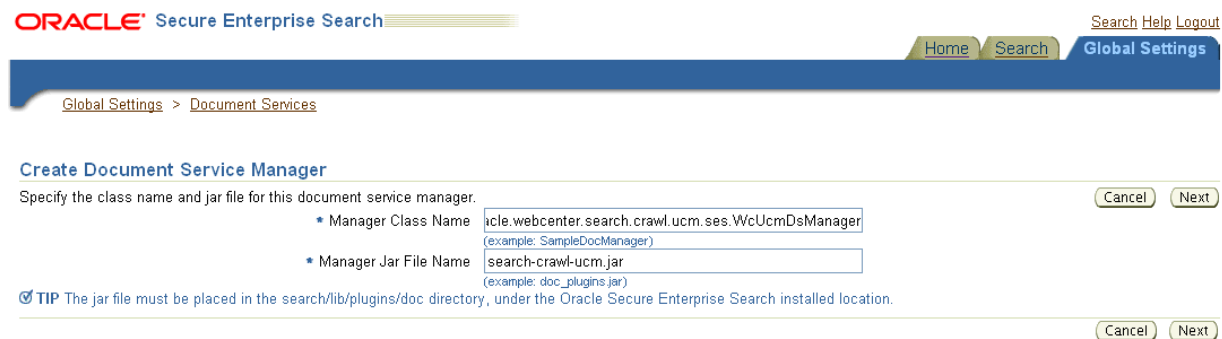 ORACLE Secure Enterprise Search
Search Help Logout
Home Search Global Settings
Global Settings > Document Services
Create Document Service Manager
Specify the class name and jar file for this document service manager.
Cancel Next
* Manager Class Name acle.webcenter.search.crawl.ucm.ses.WcUcmDsManager
(example: SampleDocManager)
* Manager Jar File Name search-crawl-ucm.jar
(example: doc_plugins.jar)
TIP The jar file must be placed in the search/lib/plugins/doc directory, under the Oracle Secure Enterprise Search installed location.
Cancel Next